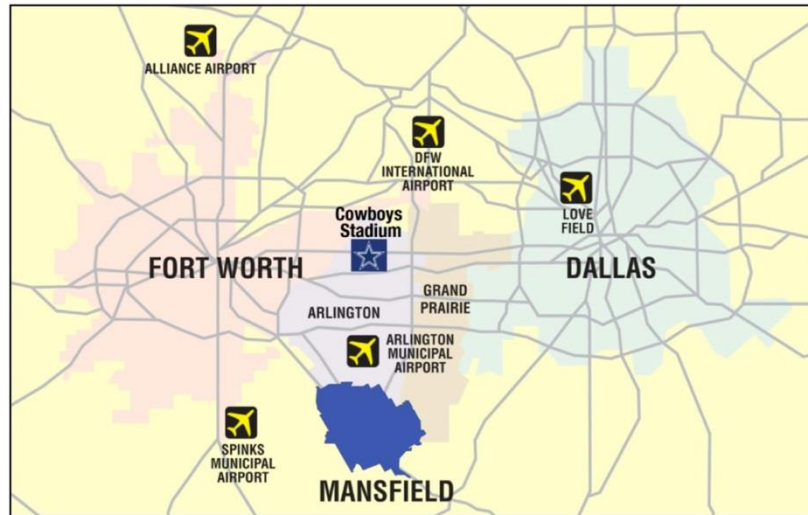 ALLIANCE AIRPORT
DFW
INTERNATIONAL
AIRPORT
LOVE
FIELD
Cowboys
Stadium
FORT WORTH
DALLAS
ARLINGTON
GRAND
PRAIRIE
ARLINGTON
MUNICIPAL
AIRPORT
SPINKS
MUNICIPAL
AIRPORT
MANSFIELD